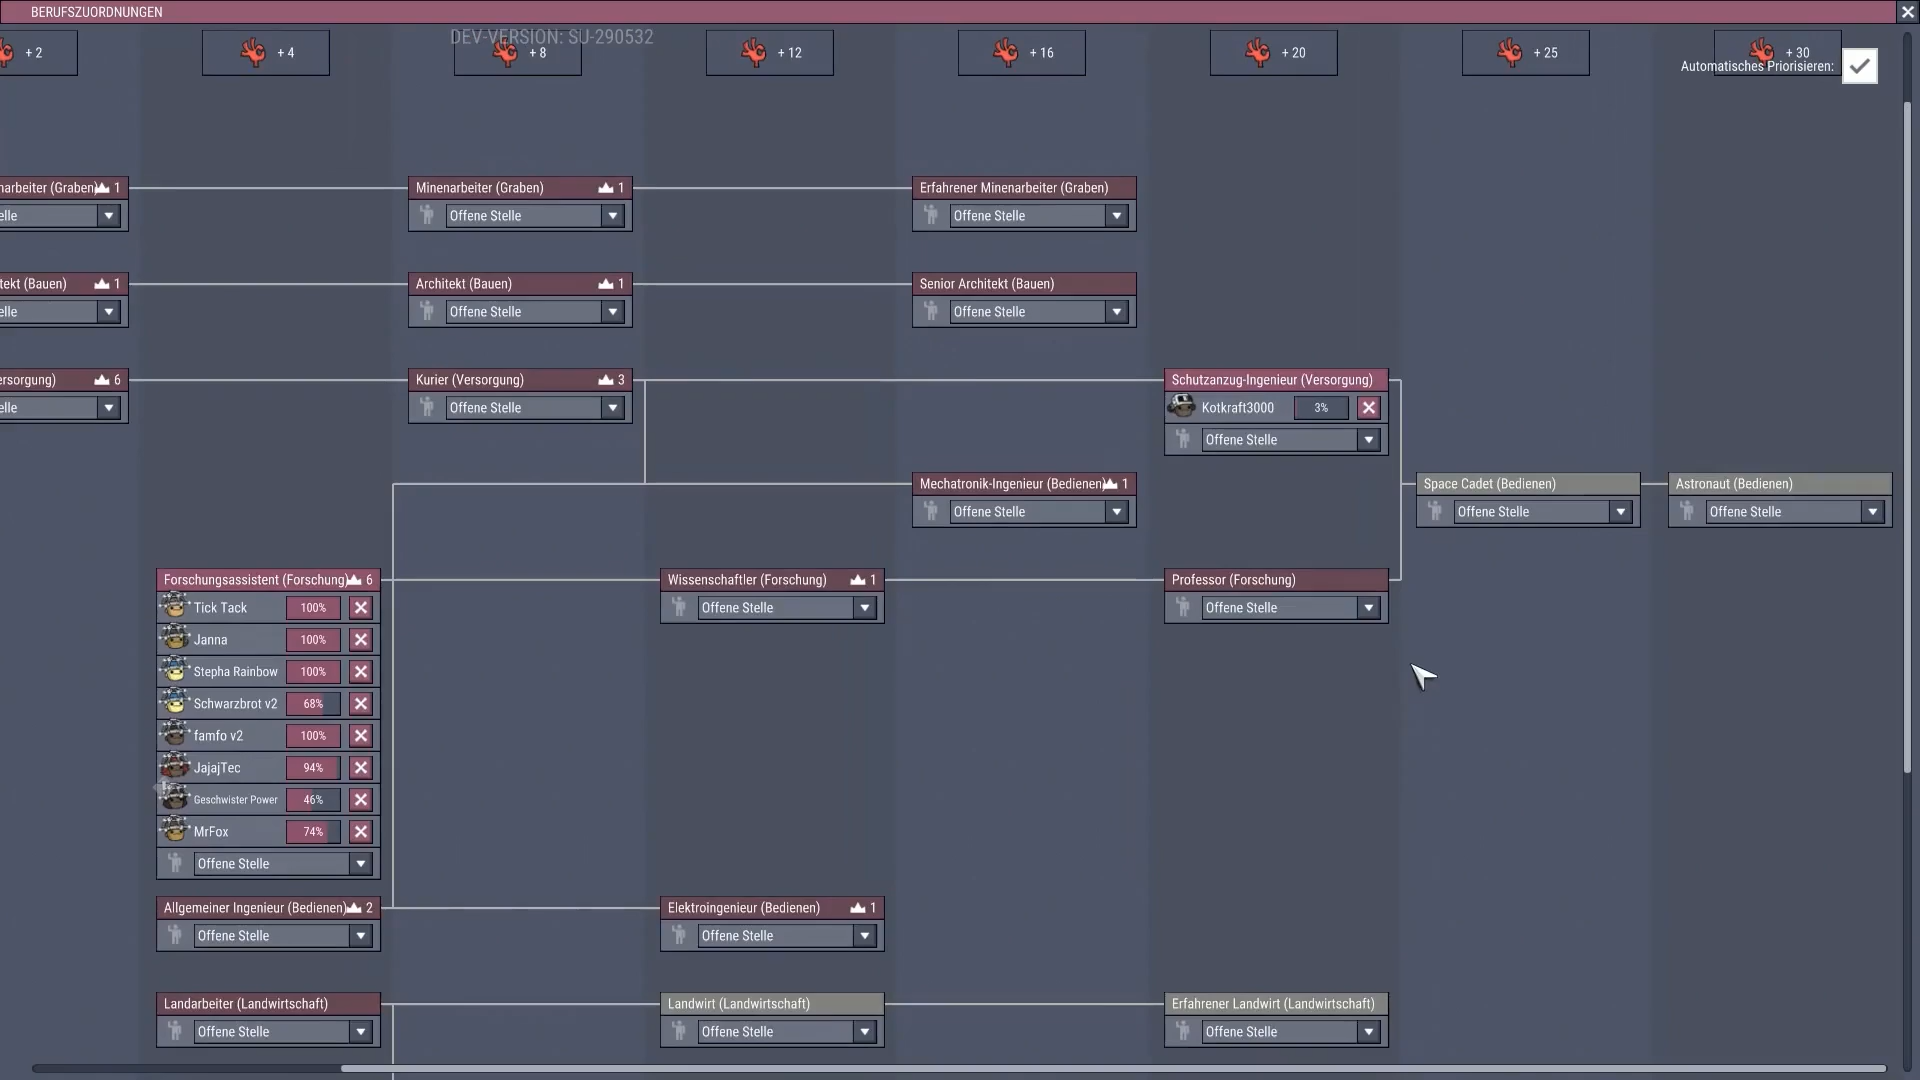 BERUFSZUORDNUNGEN
DEV-VERSION: SU-290532
+ 2
+ 4
+ 8
+ 12
+ 16
+ 20
+ 25
+ 30
Automatisches Priorisieren:
narbeiter (Graben) 1
elle
Minenarbeiter (Graben) 1
Offene Stelle
Erfahrener Minenarbeiter (Graben)
Offene Stelle
tekt (Bauen) 1
elle
Architekt (Bauen) 1
Offene Stelle
Senior Architekt (Bauen)
Offene Stelle
ersorgung) 6
elle
Kurier (Versorgung) 3
Offene Stelle
Schutzanzug-Ingenieur (Versorgung)
Kotkraft3000 3%
Offene Stelle
Mechatronik-Ingenieur (Bedienen) 1
Offene Stelle
Space Cadet (Bedienen)
Offene Stelle
Astronaut (Bedienen)
Offene Stelle
Forschungsassistent (Forschung) 6
Tick Tack 100%
Janna 100%
Stepha Rainbow 100%
Schwarzbrot v2 68%
famfo v2 100%
JajajTec 94%
Geschwister Power 46%
MrFox 74%
Offene Stelle
Wissenschaftler (Forschung) 1
Offene Stelle
Professor (Forschung)
Offene Stelle
Allgemeiner Ingenieur (Bedienen) 2
Offene Stelle
Elektroingenieur (Bedienen) 1
Offene Stelle
Landarbeiter (Landwirtschaft)
Offene Stelle
Landwirt (Landwirtschaft)
Offene Stelle
Erfahrener Landwirt (Landwirtschaft)
Offene Stelle